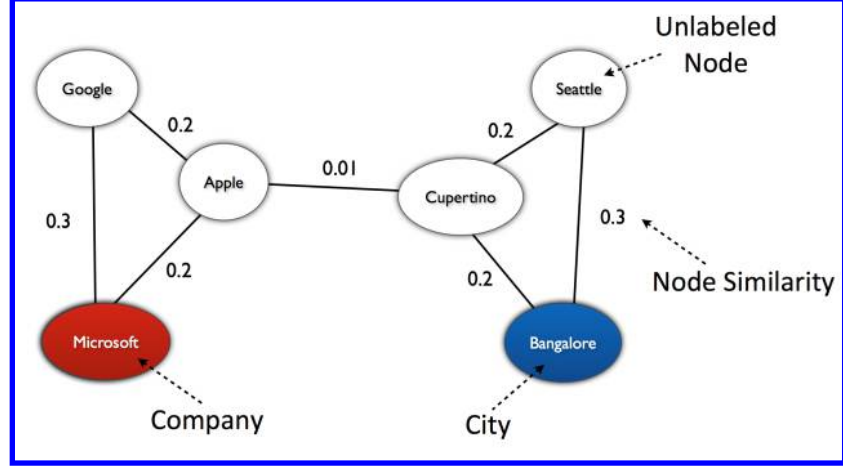 Unlabeled
Node
Google
Seattle
0.2
0.2
Apple
0.01
Cupertino
0.3
0.3
0.2
0.2
Node Similarity
Microsoft
Bangalore
Company
City